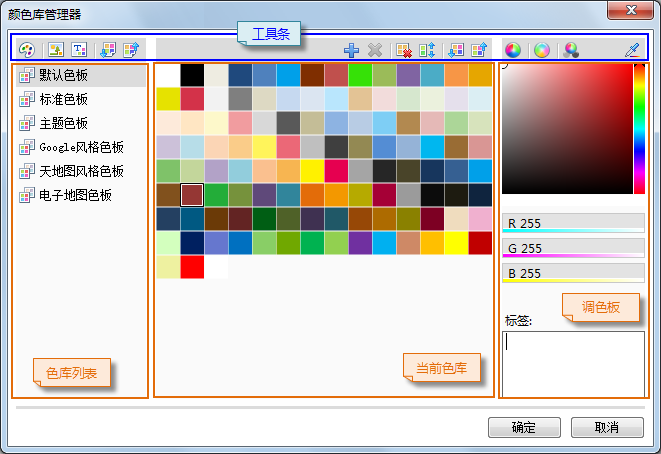 颜色库管理器
工具条
默认色板
标准色板
主题色板
Google风格色板
天地图风格色板
电子地图色板
R 255
G 255
B 255
调色板
标签:
色库列表
当前色库
确定
取消